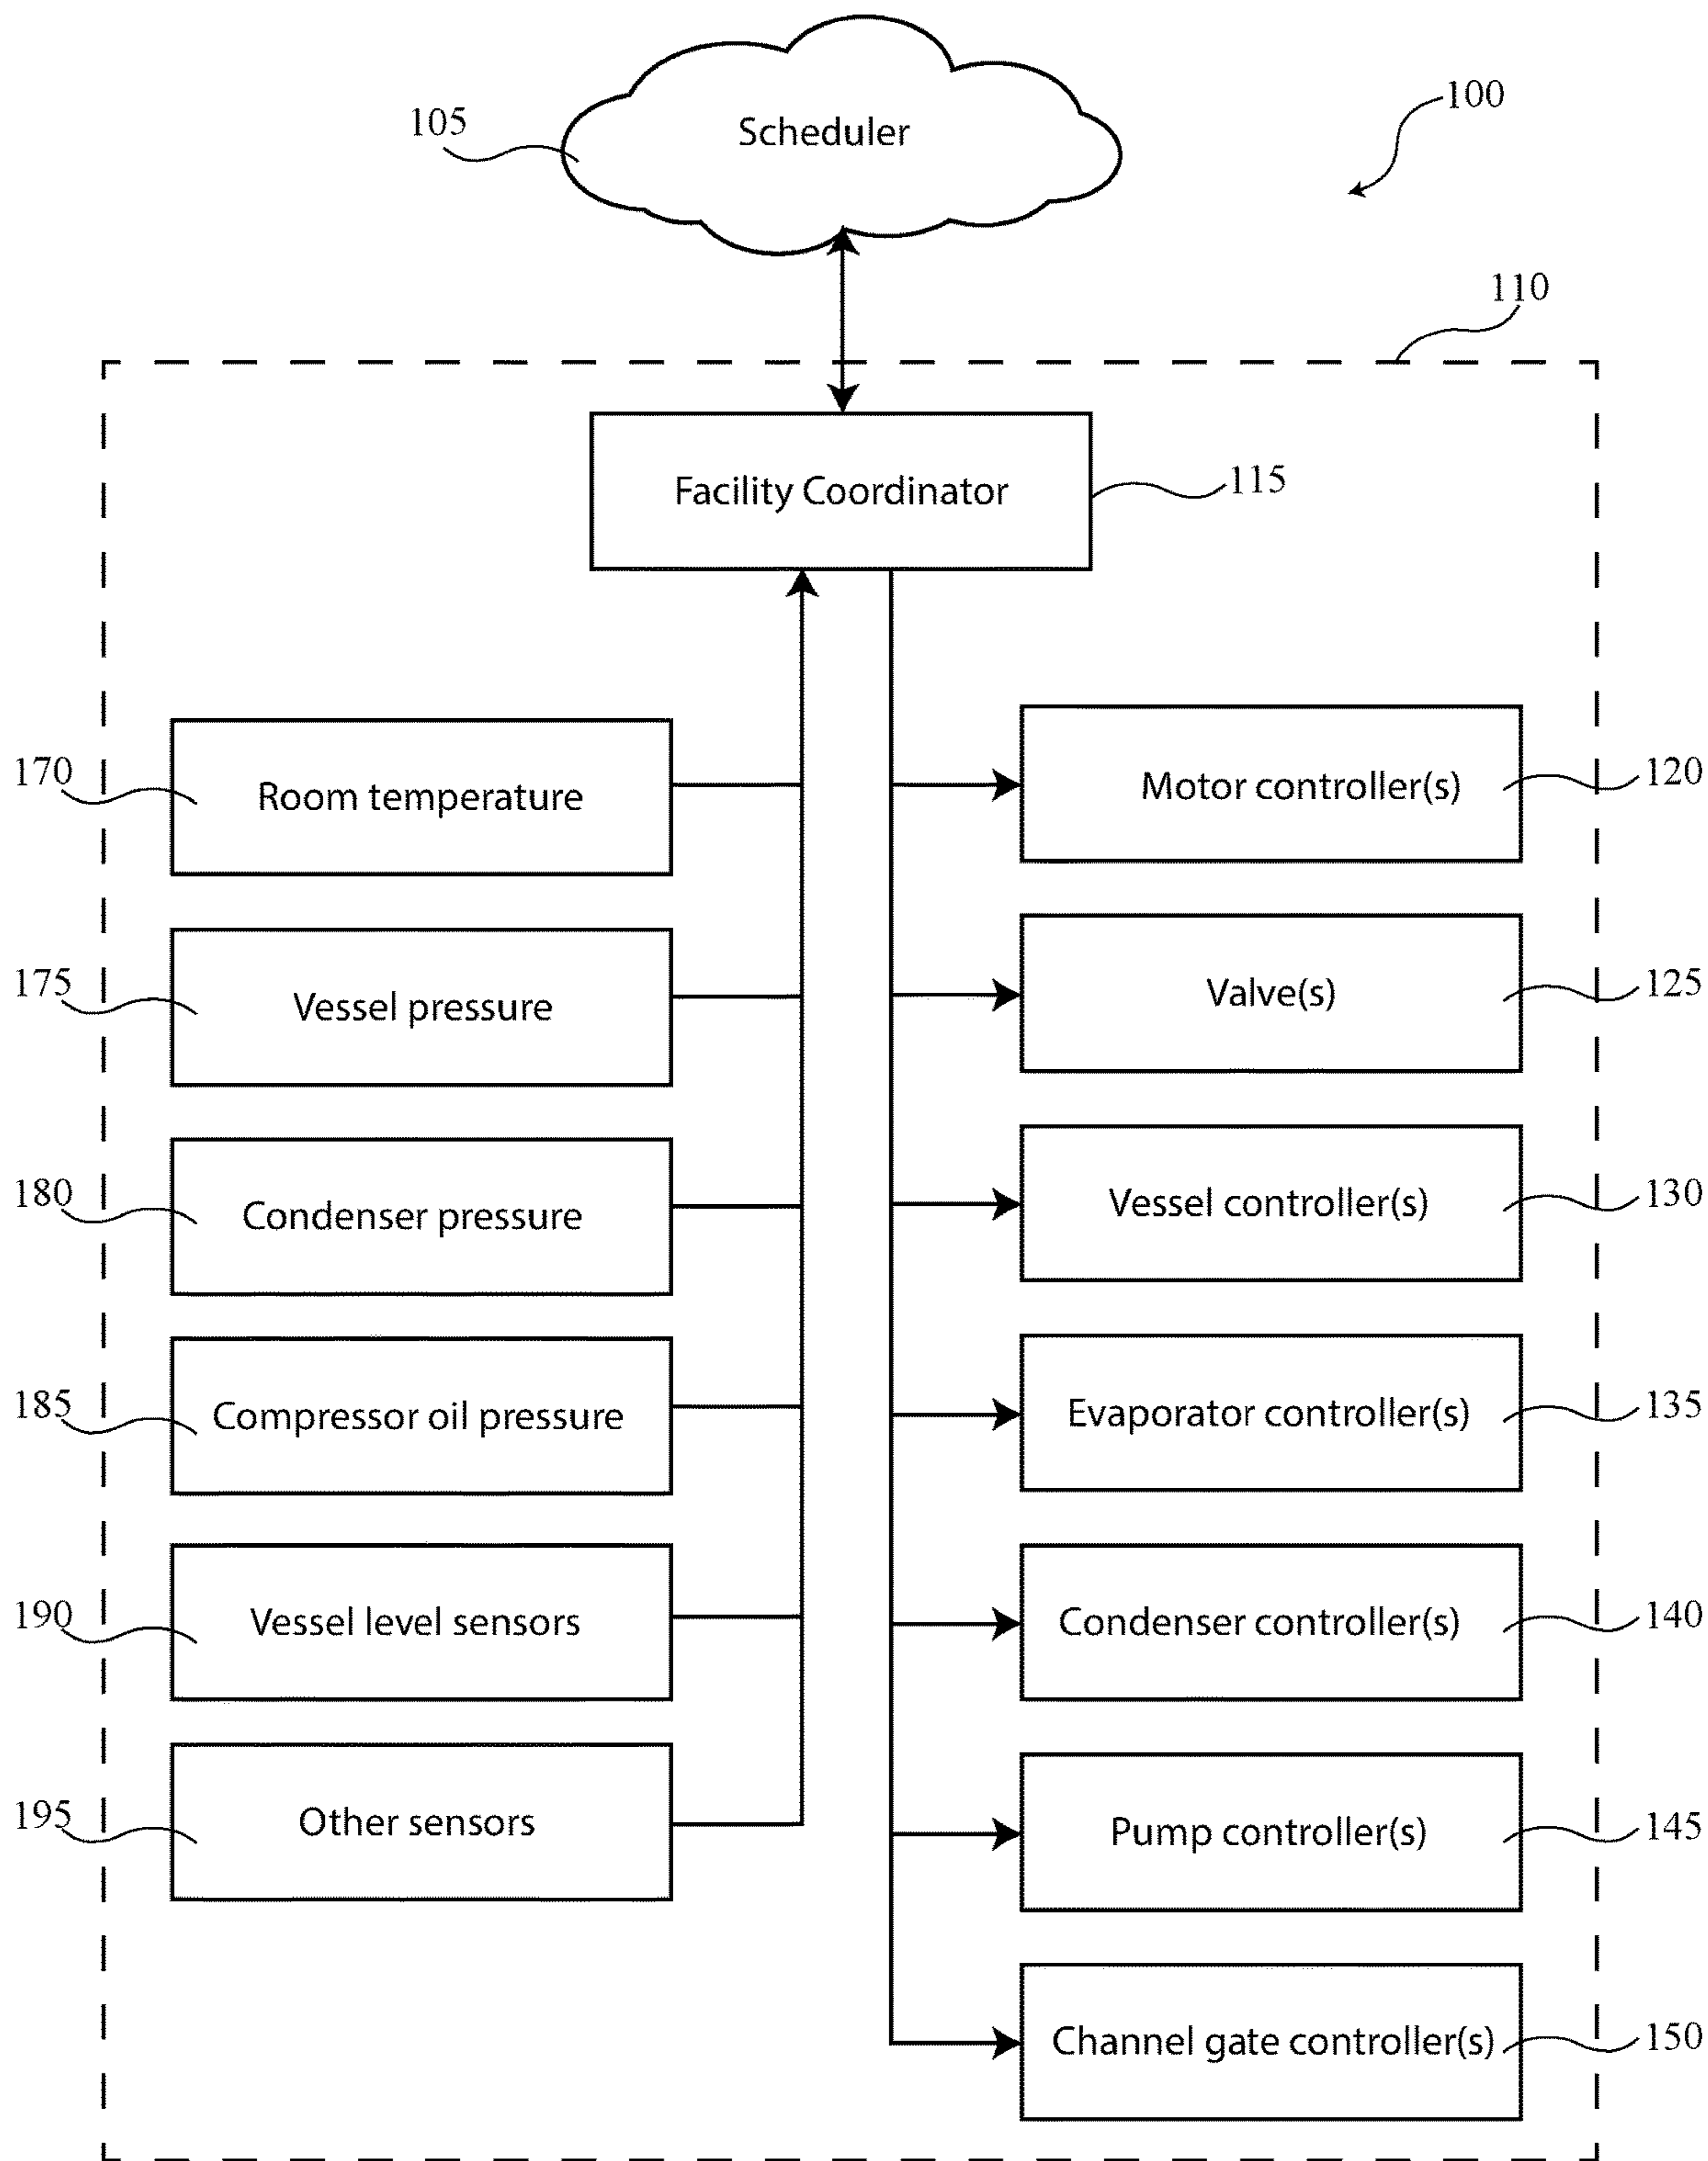 100
105
Scheduler
110
Facility Coordinator
115
170
Room temperature
Motor controller(s)
120
175
Vessel pressure
Valve(s)
125
180
Condenser pressure
Vessel controller(s)
130
185
Compressor oil pressure
Evaporator controller(s)
135
190
Vessel level sensors
Condenser controller(s)
140
195
Other sensors
Pump controller(s)
145
Channel gate controller(s)
150